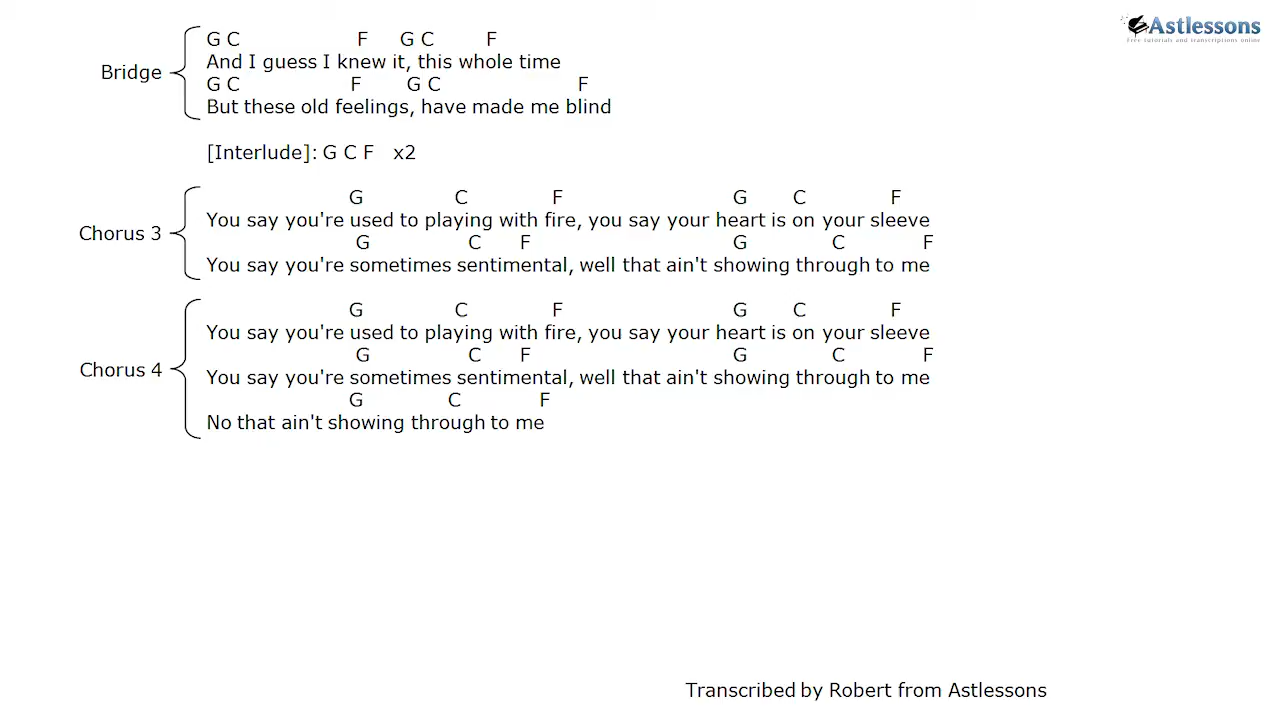 Astlessons
Free tutorials and transcriptions online
Bridge
G C F G C F
And I guess I knew it, this whole time
G C F G C F
But these old feelings, have made me blind
[Interlude]: G C F x2
Chorus 3
G C F G C F
You say you're used to playing with fire, you say your heart is on your sleeve
G C F G C F
You say you're sometimes sentimental, well that ain't showing through to me
Chorus 4
G C F G C F
You say you're used to playing with fire, you say your heart is on your sleeve
G C F G C F
You say you're sometimes sentimental, well that ain't showing through to me
G C F
No that ain't showing through to me
Transcribed by Robert from Astlessons